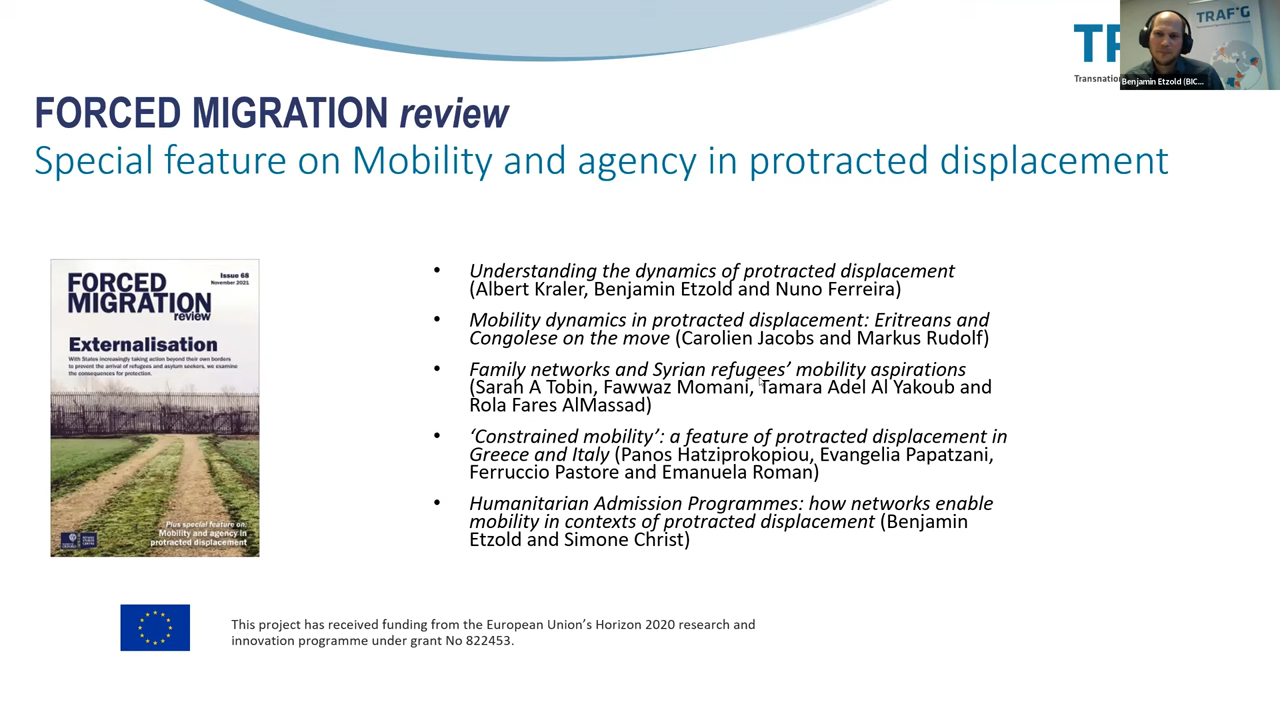 TRAFIG
TR
Transnatio
Benjamin Etzold (BIC...
FORCED MIGRATION review
Special feature on Mobility and agency in protracted displacement
FORCED
MIGRATION
review
Issue 68
November 2021
Externalisation
With States increasingly taking action beyond their own borders
to prevent the arrival of refugees and asylum seekers, we examine
the consequences for protection.
Plus special feature on:
Mobility and agency in
protracted displacement
• Understanding the dynamics of protracted displacement
(Albert Kraler, Benjamin Etzold and Nuno Ferreira)
• Mobility dynamics in protracted displacement: Eritreans and
Congolese on the move (Carolien Jacobs and Markus Rudolf)
• Family networks and Syrian refugees’ mobility aspirations
(Sarah A Tobin, Fawwaz Momani, Tamara Adel Al Yakoub and
Rola Fares AlMassad)
• ‘Constrained mobility’: a feature of protracted displacement in
Greece and Italy (Panos Hatziprokopiou, Evangelia Papatzani,
Ferruccio Pastore and Emanuela Roman)
• Humanitarian Admission Programmes: how networks enable
mobility in contexts of protracted displacement (Benjamin
Etzold and Simone Christ)
This project has received funding from the European Union’s Horizon 2020 research and
innovation programme under grant No 822453.